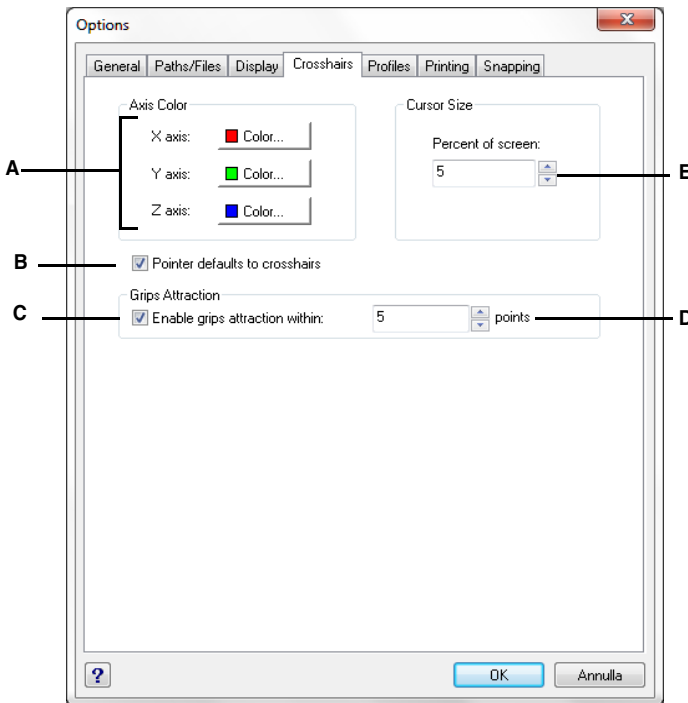 Options
General Paths/Files Display Crosshairs Profiles Printing Snapping
Axis Color
Cursor Size
A
X axis: Color...
Y axis: Color...
Z axis: Color...
Percent of screen:
5
E
B
Pointer defaults to crosshairs
Grips Attraction
C
Enable grips attraction within: 5 points
D
? OK Annulla